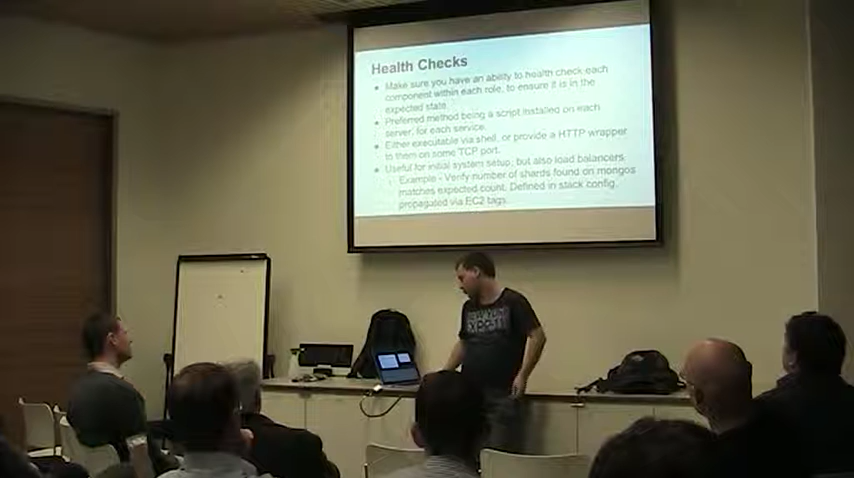 Health Checks
• Make sure you have an ability to health check each
component within each role, to ensure it is in the
expected state.
• Preferred method being a script installed on each
server, for each service.
• Either executable via shell, or provide a HTTP wrapper
to them on some TCP port.
• Useful for initial system setup, but also load balancers.
Example - Verify number of shards found on mongos
matches expected count. Defined in stack config,
propagated via EC2 tags.